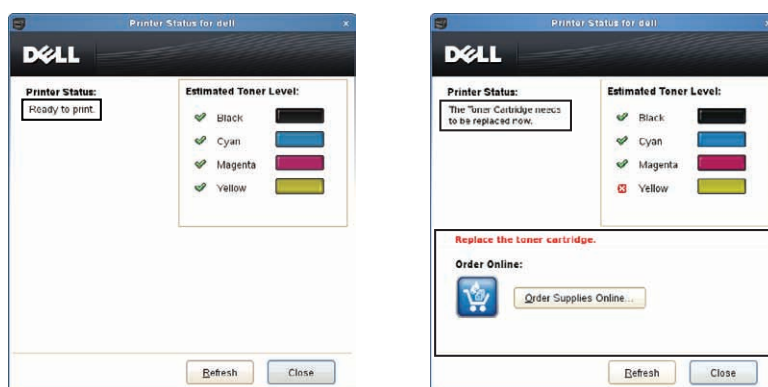 Printer Status for dell
x
DELL
Printer Status:
Ready to print.
Estimated Toner Level:
Black
Cyan
Magenta
Yellow
Refresh
Close
Printer Status for dell
x
DELL
Printer Status:
The Toner Cartridge needs
to be replaced now.
Estimated Toner Level:
Black
Cyan
Magenta
Yellow
Replace the toner cartridge.
Order Online:
Order Supplies Online...
Refresh
Close